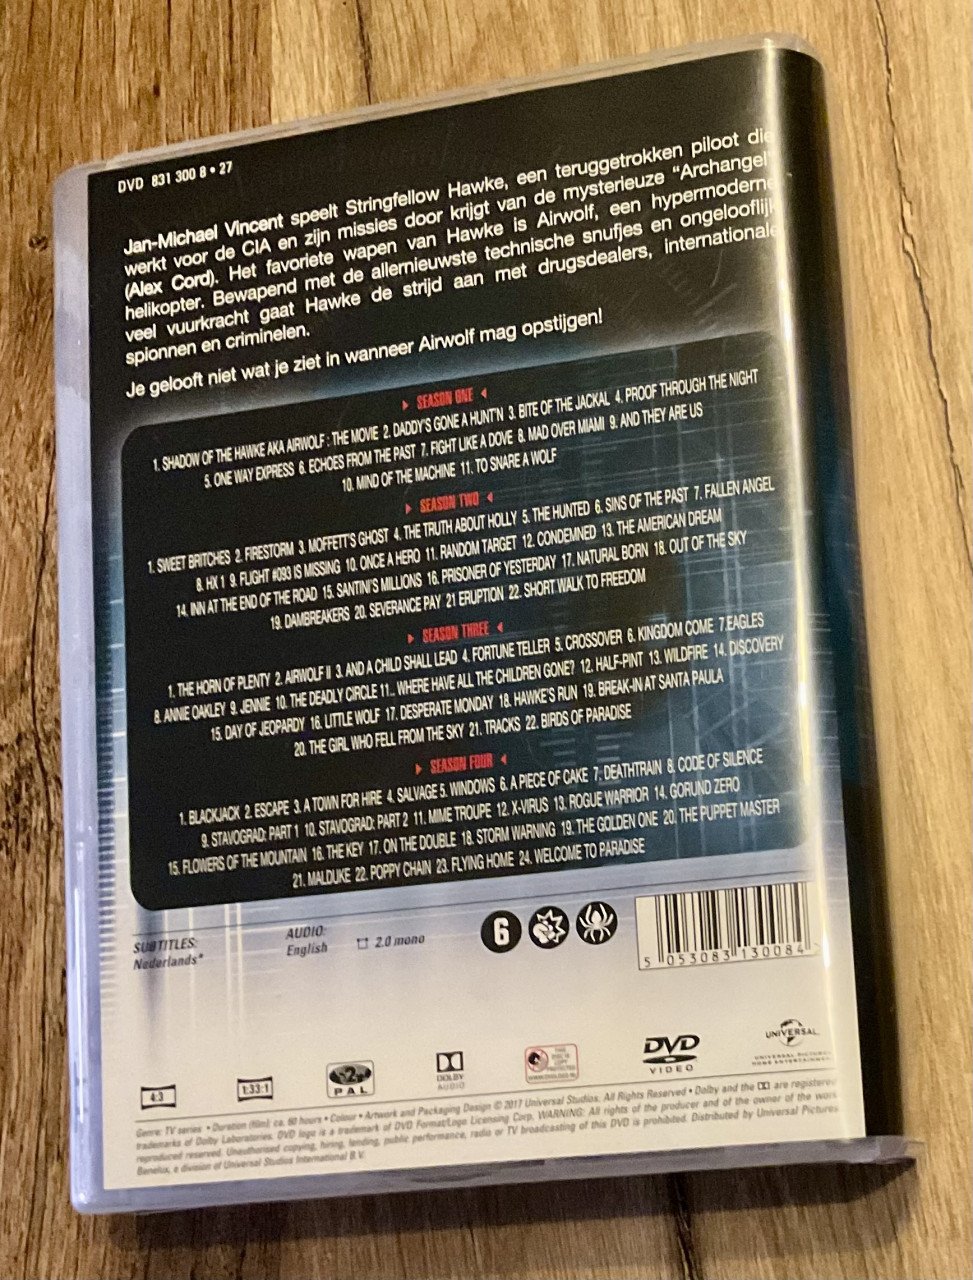 DVD 831 300 8 • 27
Jan-Michael Vincent speelt Stringfellow Hawke, een teruggetrokken piloot die
werkt voor de CIA en zijn missies door krijgt van de mysterieuze "Archangel"
(Alex Cord). Het favoriete wapen van Hawke is Airwolf, een hypermoderne
helikopter. Bewapend met de allernieuwste technische snufjes en ongelooflijk
veel vuurkracht gaat Hawke de strijd aan met drugsdealers, internationale
spionnen en criminelen.
Je gelooft niet wat je ziet in wanneer Airwolf mag opstijgen!
SEASON ONE
1. SHADOW OF THE HAWKE AKA AIRWOLF : THE MOVIE 2. DADDY'S GONE A HUNT'N 3. BITE OF THE JACKAL 4. PROOF THROUGH THE NIGHT
5. ONE WAY EXPRESS 6. ECHOES FROM THE PAST 7. FIGHT LIKE A DOVE 8. MAD OVER MIAMI 9. AND THEY ARE US
10. MIND OF THE MACHINE 11. TO SNARE A WOLF
SEASON TWO
1. SWEET BRITCHES 2. FIRESTORM 3. MOFFETT'S GHOST 4. THE TRUTH ABOUT HOLLY 5. THE HUNTED 6. SINS OF THE PAST 7. FALLEN ANGEL
8. HX 1 9. FLIGHT #093 IS MISSING 10. ONCE A HERO 11. RANDOM TARGET 12. CONDEMNED 13. THE AMERICAN DREAM
14. INN AT THE END OF THE ROAD 15. SANTINI'S MILLIONS 16. PRISONER OF YESTERDAY 17. NATURAL BORN 18. OUT OF THE SKY
19. DAMBREAKERS 20. SEVERANCE PAY 21 ERUPTION 22. SHORT WALK TO FREEDOM
SEASON THREE
1. THE HORN OF PLENTY 2. AIRWOLF II 3. AND A CHILD SHALL LEAD 4. FORTUNE TELLER 5. CROSSOVER 6. KINGDOM COME 7 EAGLES
8. ANNIE OAKLEY 9. JENNIE 10. THE DEADLY CIRCLE 11.. WHERE HAVE ALL THE CHILDREN GONE? 12. HALF-PINT 13. WILDFIRE 14. DISCOVERY
15. DAY OF JEOPARDY 16. LITTLE WOLF 17. DESPERATE MONDAY 18. HAWKE'S RUN 19. BREAK-IN AT SANTA PAULA
20. THE GIRL WHO FELL FROM THE SKY 21. TRACKS 22. BIRDS OF PARADISE
SEASON FOUR
1. BLACKJACK 2. ESCAPE 3. A TOWN FOR HIRE 4. SALVAGE 5. WINDOWS 6. A PIECE OF CAKE 7. DEATHTRAIN 8. CODE OF SILENCE
9. STAVOGRAD: PART 1 10. STAVOGRAD: PART 2 11. MIME TROUPE 12. X-VIRUS 13. ROGUE WARRIOR 14. GORUND ZERO
15. FLOWERS OF THE MOUNTAIN 16. THE KEY 17. ON THE DOUBLE 18. STORM WARNING 19. THE GOLDEN ONE 20. THE PUPPET MASTER
21. MALDUKE 22. POPPY CHAIN 23. FLYING HOME 24. WELCOME TO PARADISE
SUBTITLES:
Nederlands*
AUDIO:
English
2.0 mono
6
5 053083 130084
4:3
1:33:1
2
PAL
DOLBY
AUDIO
DVD
VIDEO
UNIVERSAL
Genre: TV series • Duration (film): ca. 60 hours • Colour • Artwork and Packaging Design © 2017 Universal Studios. All Rights Reserved • Dolby and the are registered
trademarks of Dolby Laboratories. DVD logo is a trademark of DVD Format/Logo Licensing Corp. WARNING: All rights of the producer and of the owner of the work
reproduced reserved. Unauthorised copying, hiring, lending, public performance, radio or TV broadcasting of this DVD is prohibited. Distributed by Universal Pictures
Benelux, a division of Universal Studios International B.V.